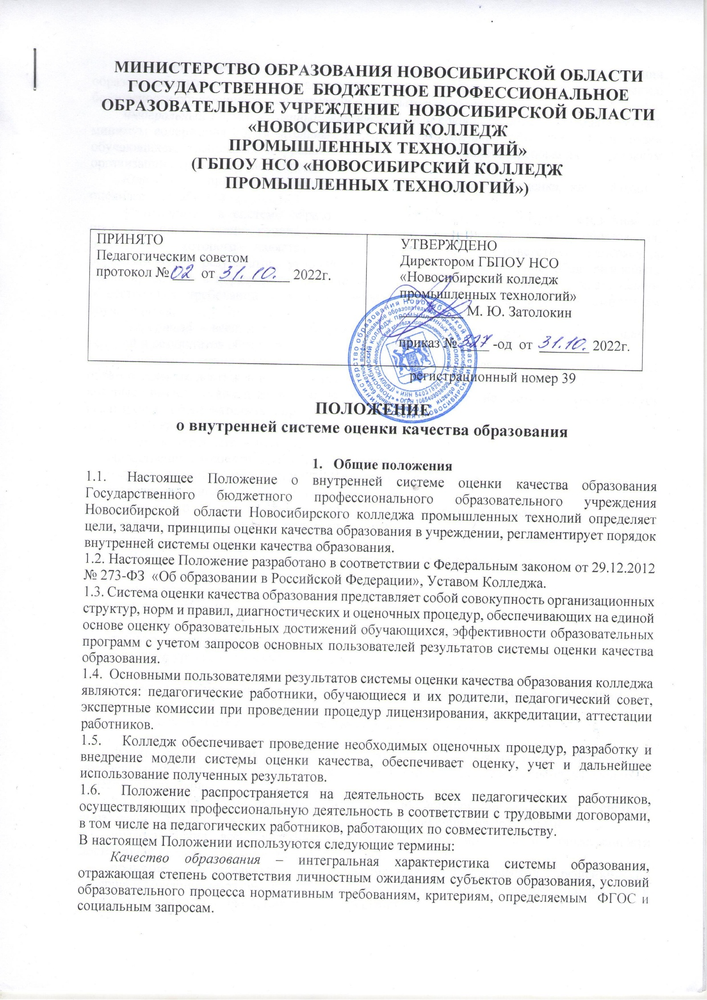 МИНИСТЕРСТВО ОБРАЗОВАНИЯ НОВОСИБИРСКОЙ ОБЛАСТИ
ГОСУДАРСТВЕННОЕ БЮДЖЕТНОЕ ПРОФЕССИОНАЛЬНОЕ
ОБРАЗОВАТЕЛЬНОЕ УЧРЕЖДЕНИЕ НОВОСИБИРСКОЙ ОБЛАСТИ
«НОВОСИБИРСКИЙ КОЛЛЕДЖ
ПРОМЫШЛЕННЫХ ТЕХНОЛОГИЙ»
(ГБПОУ НСО «НОВОСИБИРСКИЙ КОЛЛЕДЖ
ПРОМЫШЛЕННЫХ ТЕХНОЛОГИЙ»)
ПРИНЯТО
Педагогическим советом
протокол № 02 от 31.10. 2022г.
УТВЕРЖДЕНО
Директором ГБПОУ НСО
«Новосибирский колледж
промышленных технологий»
М. Ю. Затолокин
приказ № 327 -од от 31.10. 2022г.
регистрационный номер 39
ПОЛОЖЕНИЕ
о внутренней системе оценки качества образования
1. Общие положения
1.1. Настоящее Положение о внутренней системе оценки качества образования
Государственного бюджетного профессионального образовательного учреждения
Новосибирской области Новосибирского колледжа промышленных технолий определяет
цели, задачи, принципы оценки качества образования в учреждении, регламентирует порядок
внутренней системы оценки качества образования.
1.2. Настоящее Положение разработано в соответствии с Федеральным законом от 29.12.2012
№ 273-ФЗ «Об образовании в Российской Федерации», Уставом Колледжа.
1.3. Система оценки качества образования представляет собой совокупность организационных
структур, норм и правил, диагностических и оценочных процедур, обеспечивающих на единой
основе оценку образовательных достижений обучающихся, эффективности образовательных
программ с учетом запросов основных пользователей результатов системы оценки качества
образования.
1.4. Основными пользователями результатов системы оценки качества образования колледжа
являются: педагогические работники, обучающиеся и их родители, педагогический совет,
экспертные комиссии при проведении процедур лицензирования, аккредитации, аттестации
работников.
1.5. Колледж обеспечивает проведение необходимых оценочных процедур, разработку и
внедрение модели системы оценки качества, обеспечивает оценку, учет и дальнейшее
использование полученных результатов.
1.6. Положение распространяется на деятельность всех педагогических работников,
осуществляющих профессиональную деятельность в соответствии с трудовыми договорами,
в том числе на педагогических работников, работающих по совместительству.
В настоящем Положении используются следующие термины:
Качество образования – интегральная характеристика системы образования,
отражающая степень соответствия личностным ожиданиям субъектов образования, условий
образовательного процесса нормативным требованиям, критериям, определяемым ФГОС и
социальным запросам.